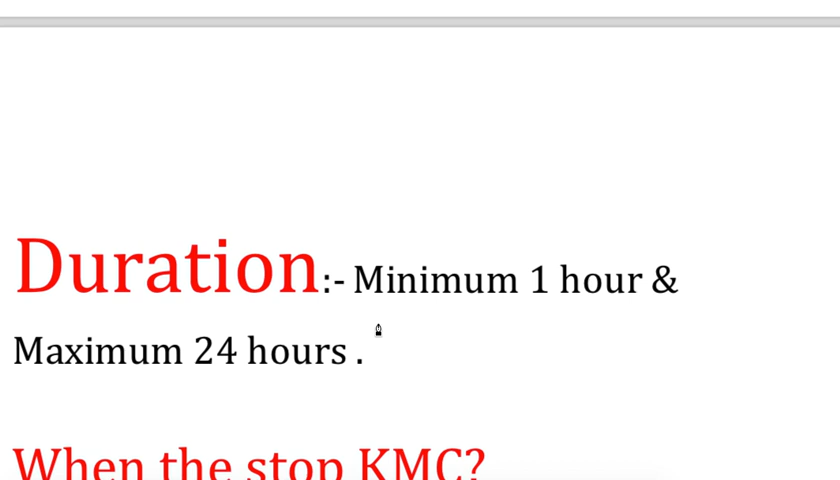 Duration:- Minimum 1 hour &
Maximum 24 hours .
When the stop KMC?